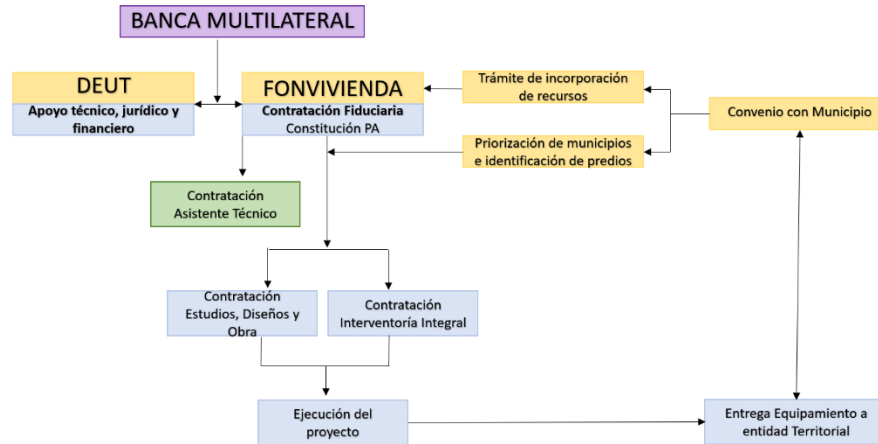 BANCA MULTILATERAL
DEUT
Apoyo técnico, jurídico y
financiero
FONVIVIENDA
Contratación Fiduciaria
Constitución PA
Trámite de incorporación
de recursos
Convenio con Municipio
Priorización de municipios
e identificación de predios
Contratación
Asistente Técnico
Contratación
Estudios, Diseños y
Obra
Contratación
Interventoría Integral
Ejecución del
proyecto
Entrega Equipamiento a
entidad Territorial